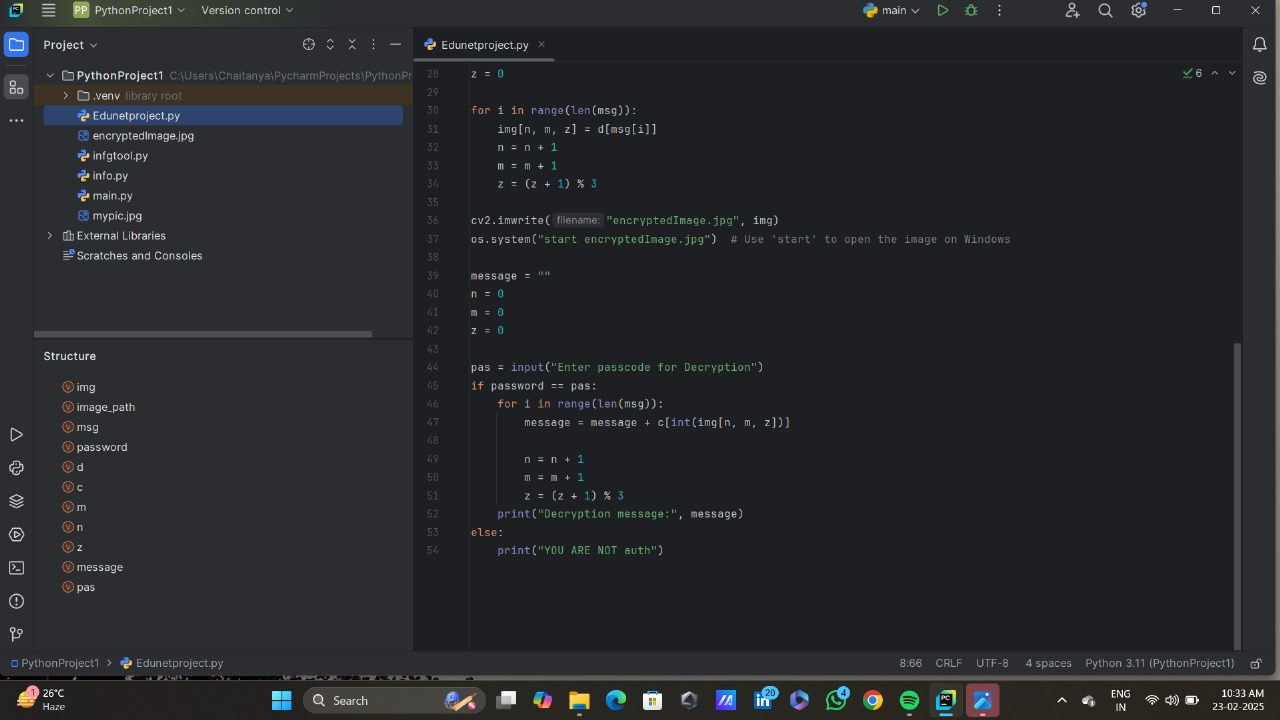 PP PythonProject1 Version control main
Project
Edunetproject.py
PythonProject1 C:\Users\Chaitanya\PycharmProjects\PythonPr
.venv library root
Edunetproject.py
encryptedImage.jpg
infgtool.py
info.py
main.py
mypic.jpg
External Libraries
Scratches and Consoles
Structure
img
image_path
msg
password
d
c
m
n
z
message
pas
6
28 z = 0
29
30 for i in range(len(msg)):
31 img[n, m, z] = d[msg[i]]
32 n = n + 1
33 m = m + 1
34 z = (z + 1) % 3
35
36 cv2.imwrite( filename: "encryptedImage.jpg", img)
37 os.system("start encryptedImage.jpg") # Use 'start' to open the image on Windows
38
39 message = ""
40 n = 0
41 m = 0
42 z = 0
43
44 pas = input("Enter passcode for Decryption")
45 if password == pas:
46 for i in range(len(msg)):
47 message = message + c[int(img[n, m, z])]
48
49 n = n + 1
50 m = m + 1
51 z = (z + 1) % 3
52 print("Decryption message:", message)
53 else:
54 print("YOU ARE NOT auth")
PythonProject1 > Edunetproject.py 8:66 CRLF UTF-8 4 spaces Python 3.11 (PythonProject1)
1 26°C
Haze
Search
20
4
ENG
IN
10:33 AM
23-02-2025